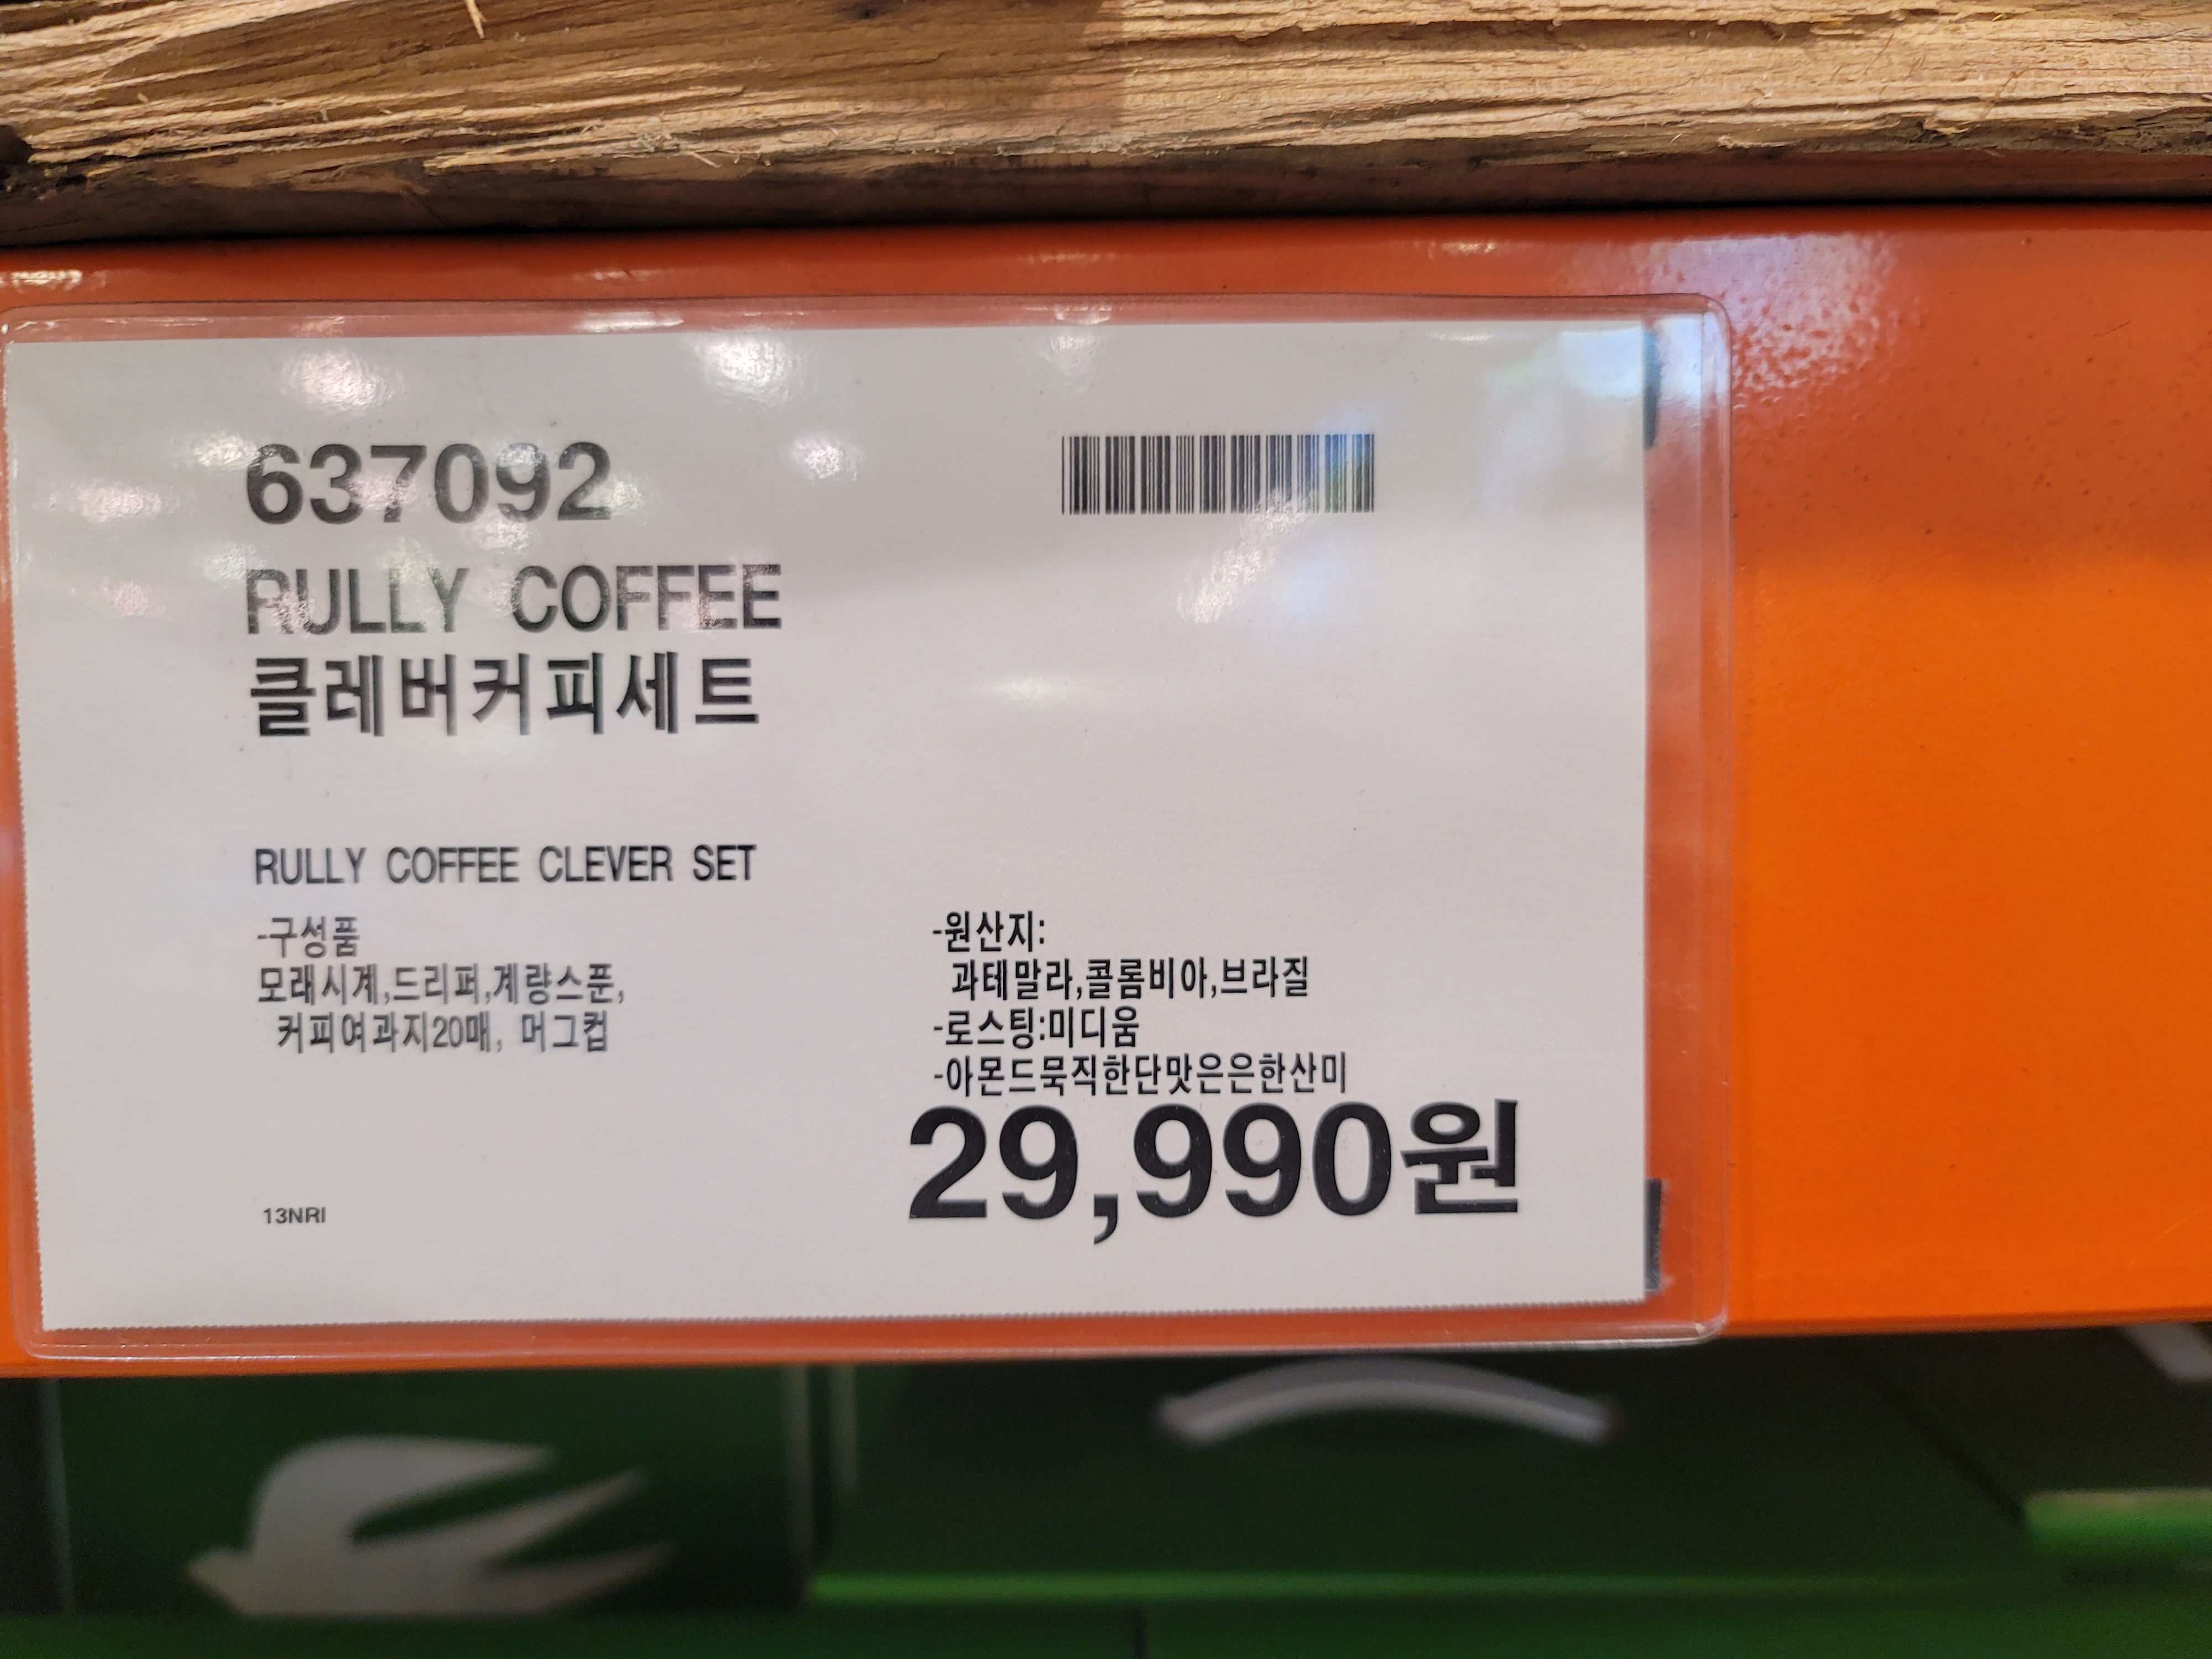 637092
RULLY COFFEE
클레버커피세트
RULLY COFFEE CLEVER SET
-구성품
모래시계,드리퍼,계량스푼,
커피여과지20매, 머그컵
-원산지:
과테말라,콜롬비아,브라질
-로스팅:미디움
-아몬드묵직한단맛은은한산미
29,990원
13NRI